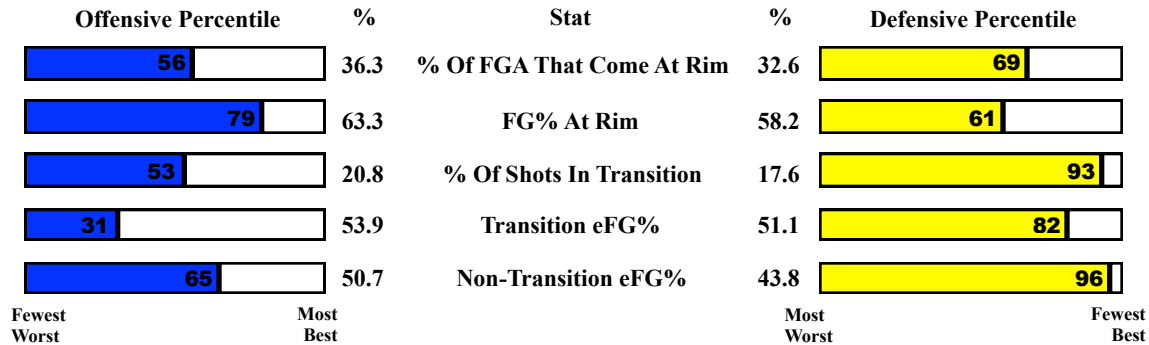 Offensive Percentile % Stat % Defensive Percentile
56 36.3 % Of FGA That Come At Rim 32.6 69
79 63.3 FG% At Rim 58.2 61
53 20.8 % Of Shots In Transition 17.6 93
31 53.9 Transition eFG% 51.1 82
65 50.7 Non-Transition eFG% 43.8 96
Fewest Most Most Fewest
Worst Best Worst Best